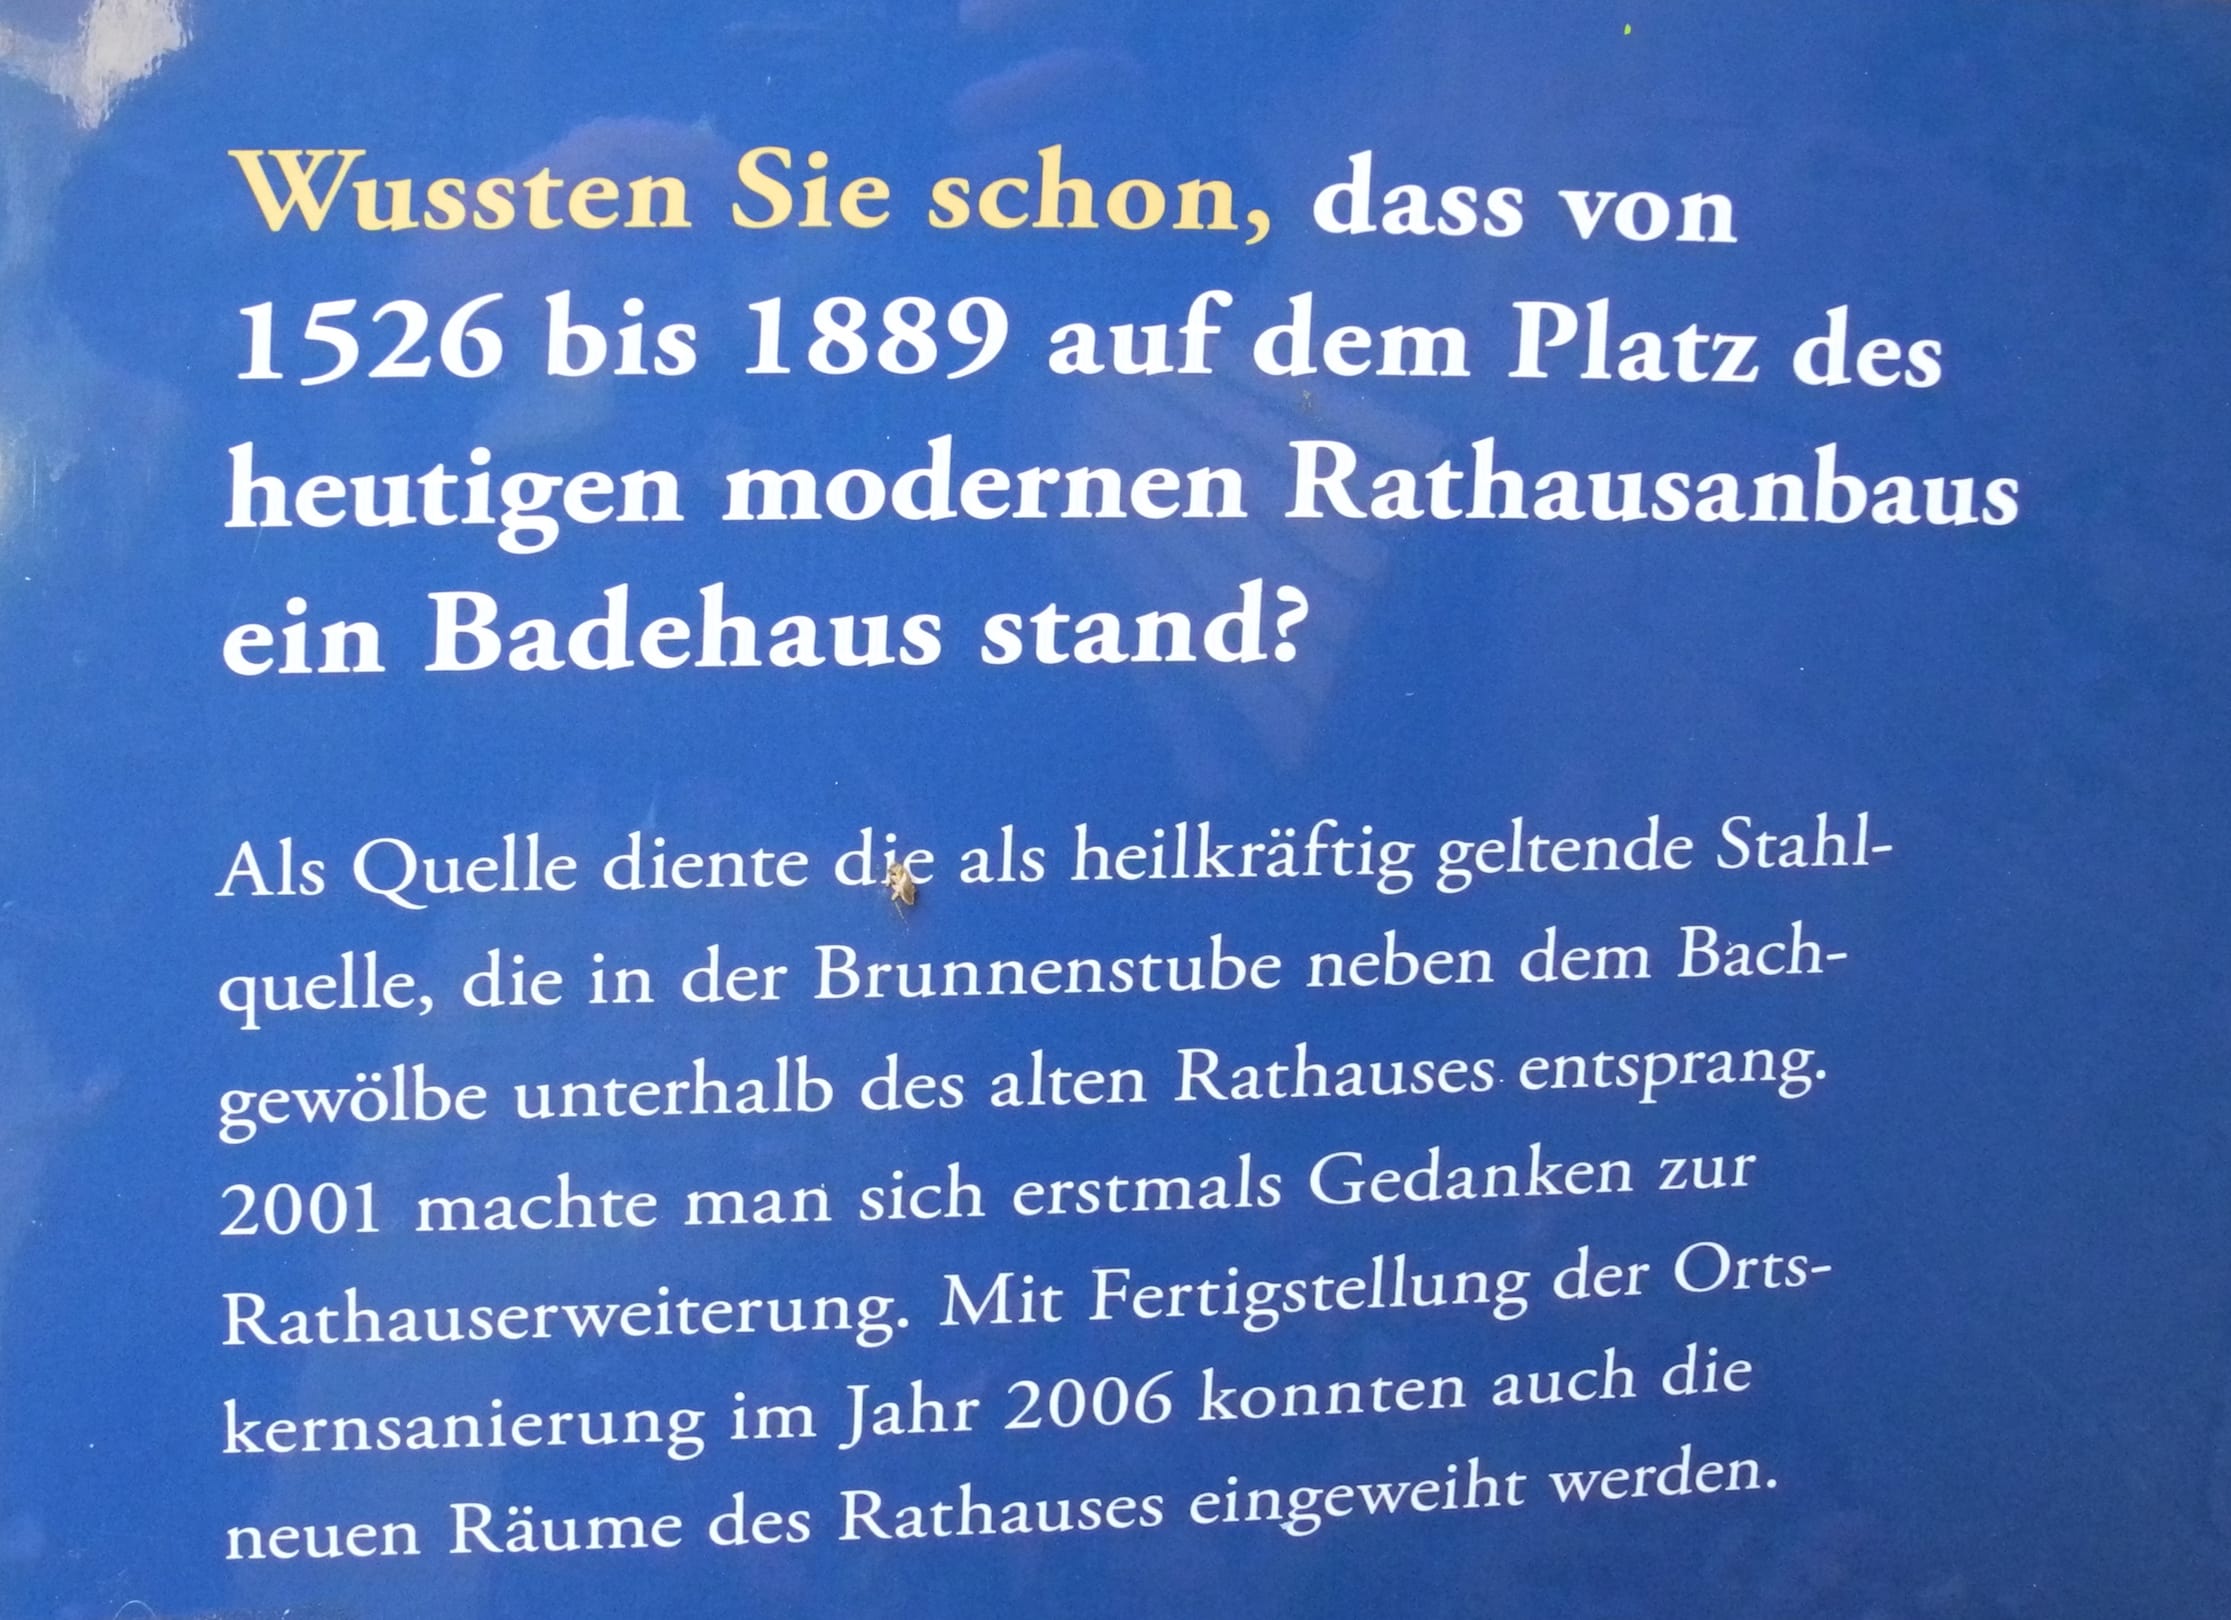 Wussten Sie schon, dass von
1526 bis 1889 auf dem Platz des
heutigen modernen Rathausanbaus
ein Badehaus stand?
Als Quelle diente die als heilkräftig geltende Stahl-
quelle, die in der Brunnenstube neben dem Bach-
gewölbe unterhalb des alten Rathauses entsprang.
2001 machte man sich erstmals Gedanken zur
Rathauserweiterung. Mit Fertigstellung der Orts-
kernsanierung im Jahr 2006 konnten auch die
neuen Räume des Rathauses eingeweiht werden.